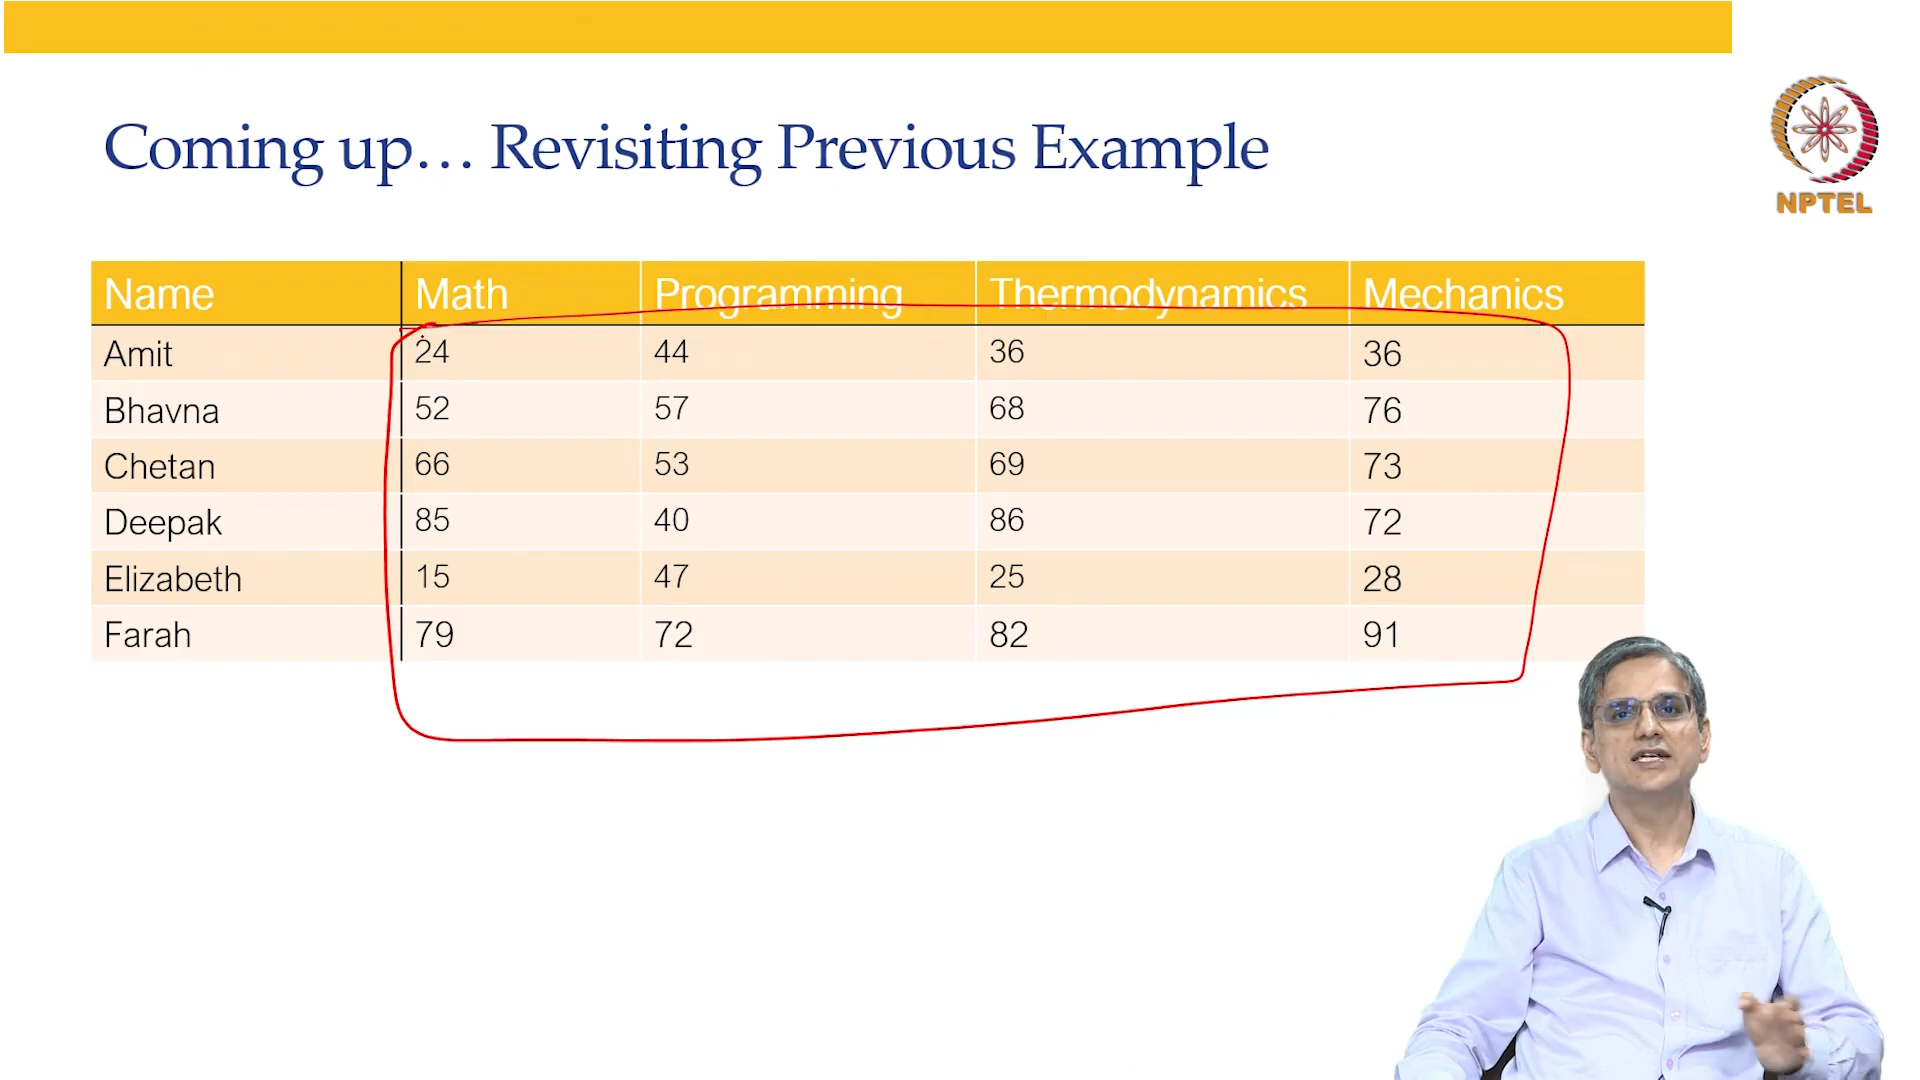 Coming up... Revisiting Previous Example
NPTEL
Name Math Programming Thermodynamics Mechanics
Amit 24 44 36 36
Bhavna 52 57 68 76
Chetan 66 53 69 73
Deepak 85 40 86 72
Elizabeth 15 47 25 28
Farah 79 72 82 91